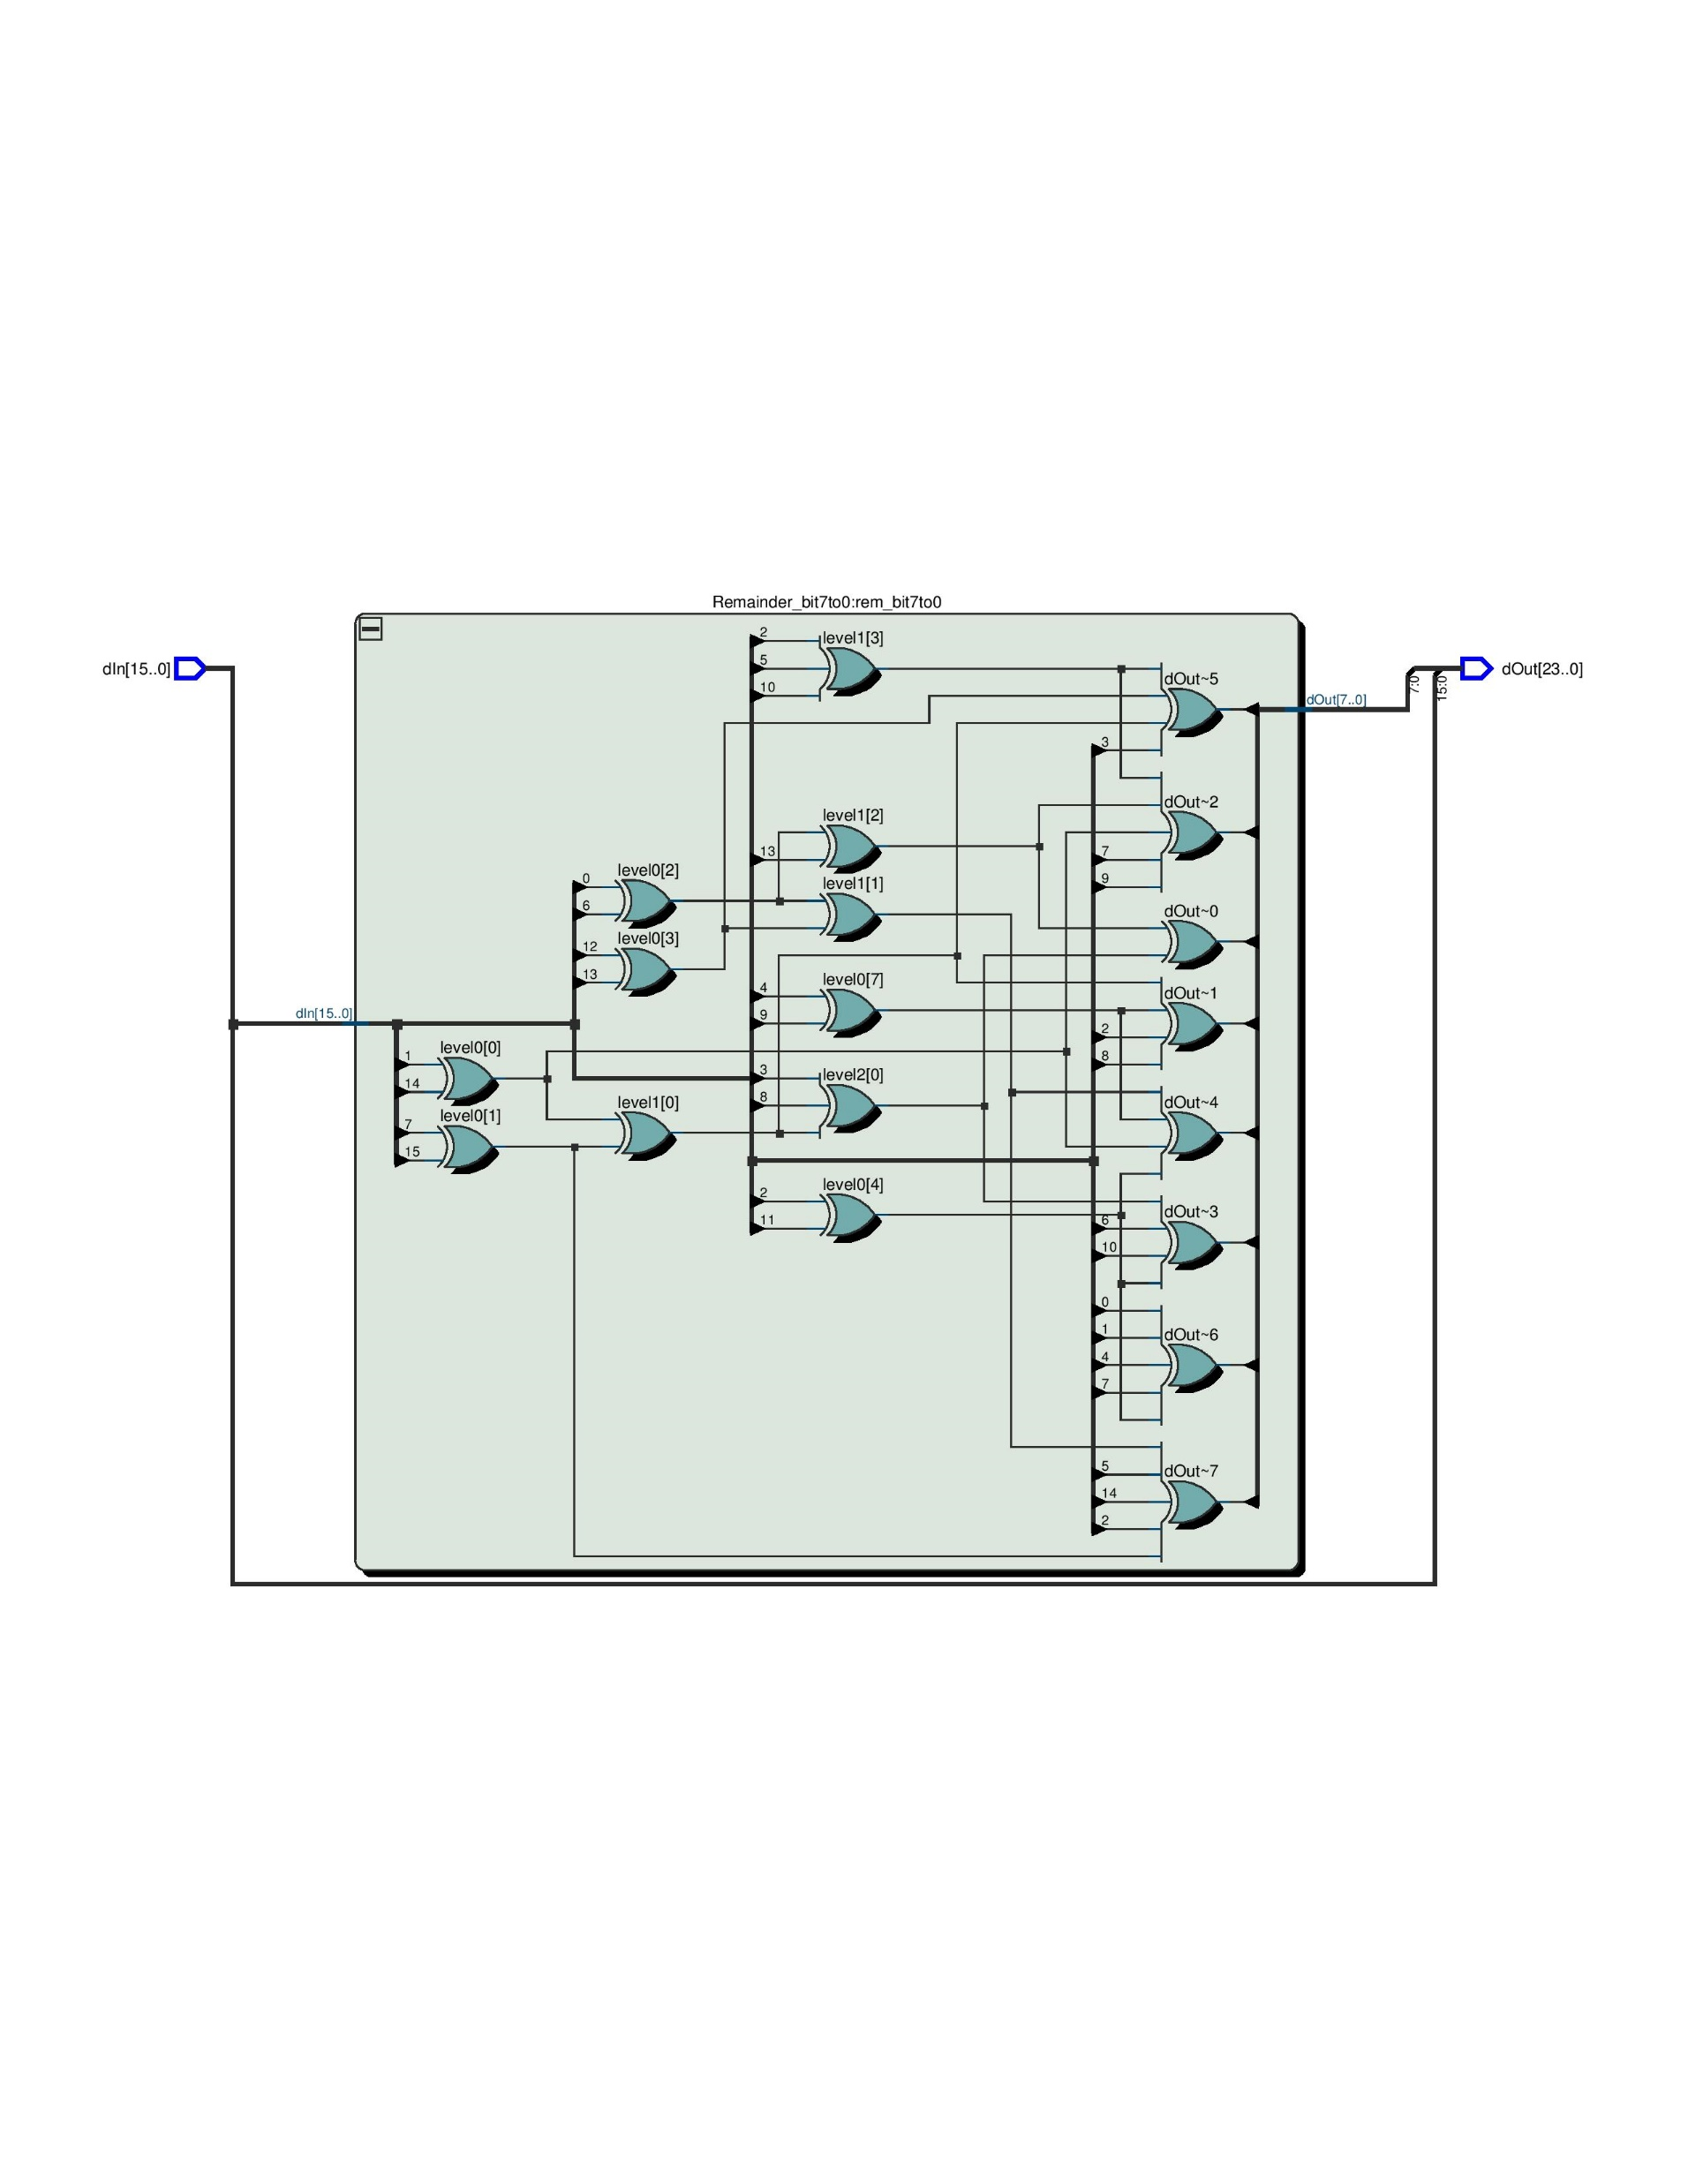 Remainder_bit7to0:rem_bit7to0
dIn[15..0]
dIn[15..0]
1
14
level0[0]
7
15
level0[1]
0
6
level0[2]
12
13
level0[3]
level1[0]
2
5
10
level1[3]
13
level1[2]
level1[1]
4
9
level0[7]
3
8
level2[0]
2
11
level0[4]
3
dOut~5
7
9
dOut~2
dOut~0
2
8
dOut~1
dOut~4
6
10
dOut~3
0
1
4
7
dOut~6
5
14
2
dOut~7
dOut[7..0]
7:0
15:0
dOut[23..0]